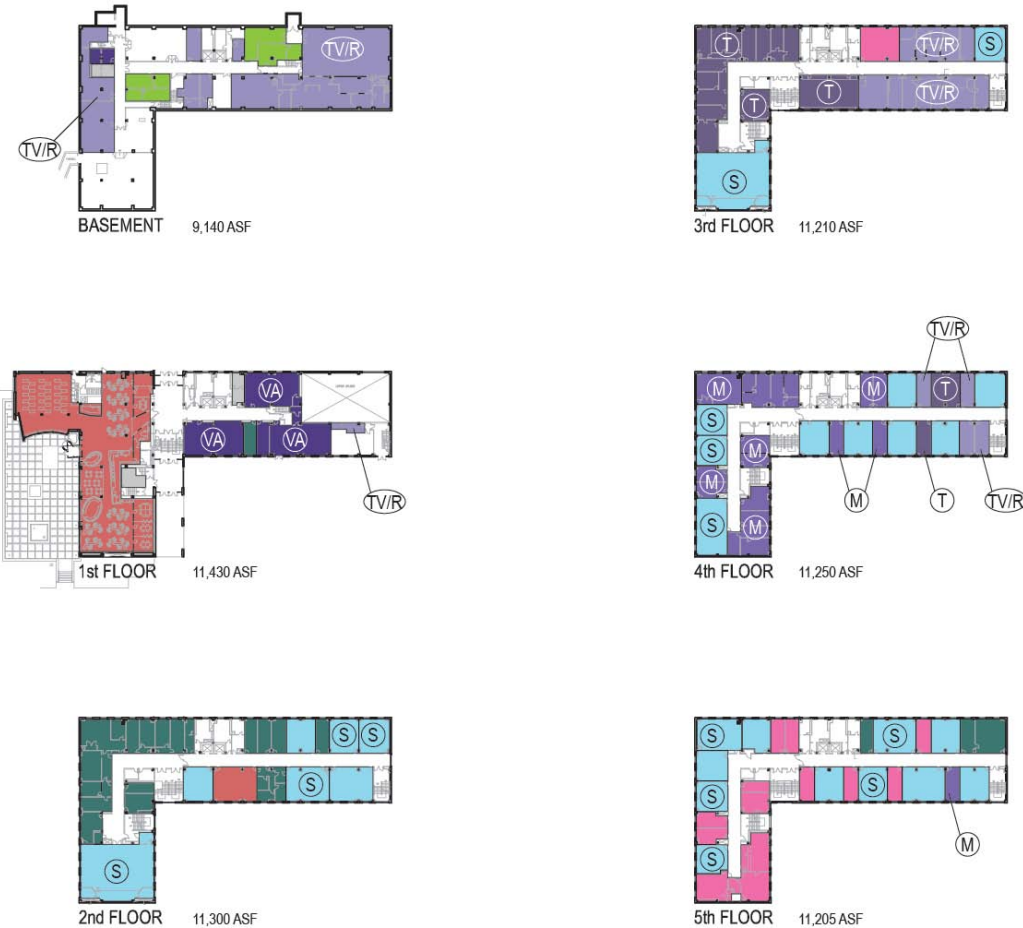 TV/R
TV/R
BASEMENT 9,140 ASF
T
TV/R
S
T
T
TV/R
S
3rd FLOOR 11,210 ASF
VA
VA
VA
TV/R
1st FLOOR 11,430 ASF
TV/R
M
M
T
S
S
M
M
S
M
M
T
TV/R
4th FLOOR 11,250 ASF
S
S
S
S
2nd FLOOR 11,300 ASF
S
S
S
S
S
M
5th FLOOR 11,205 ASF